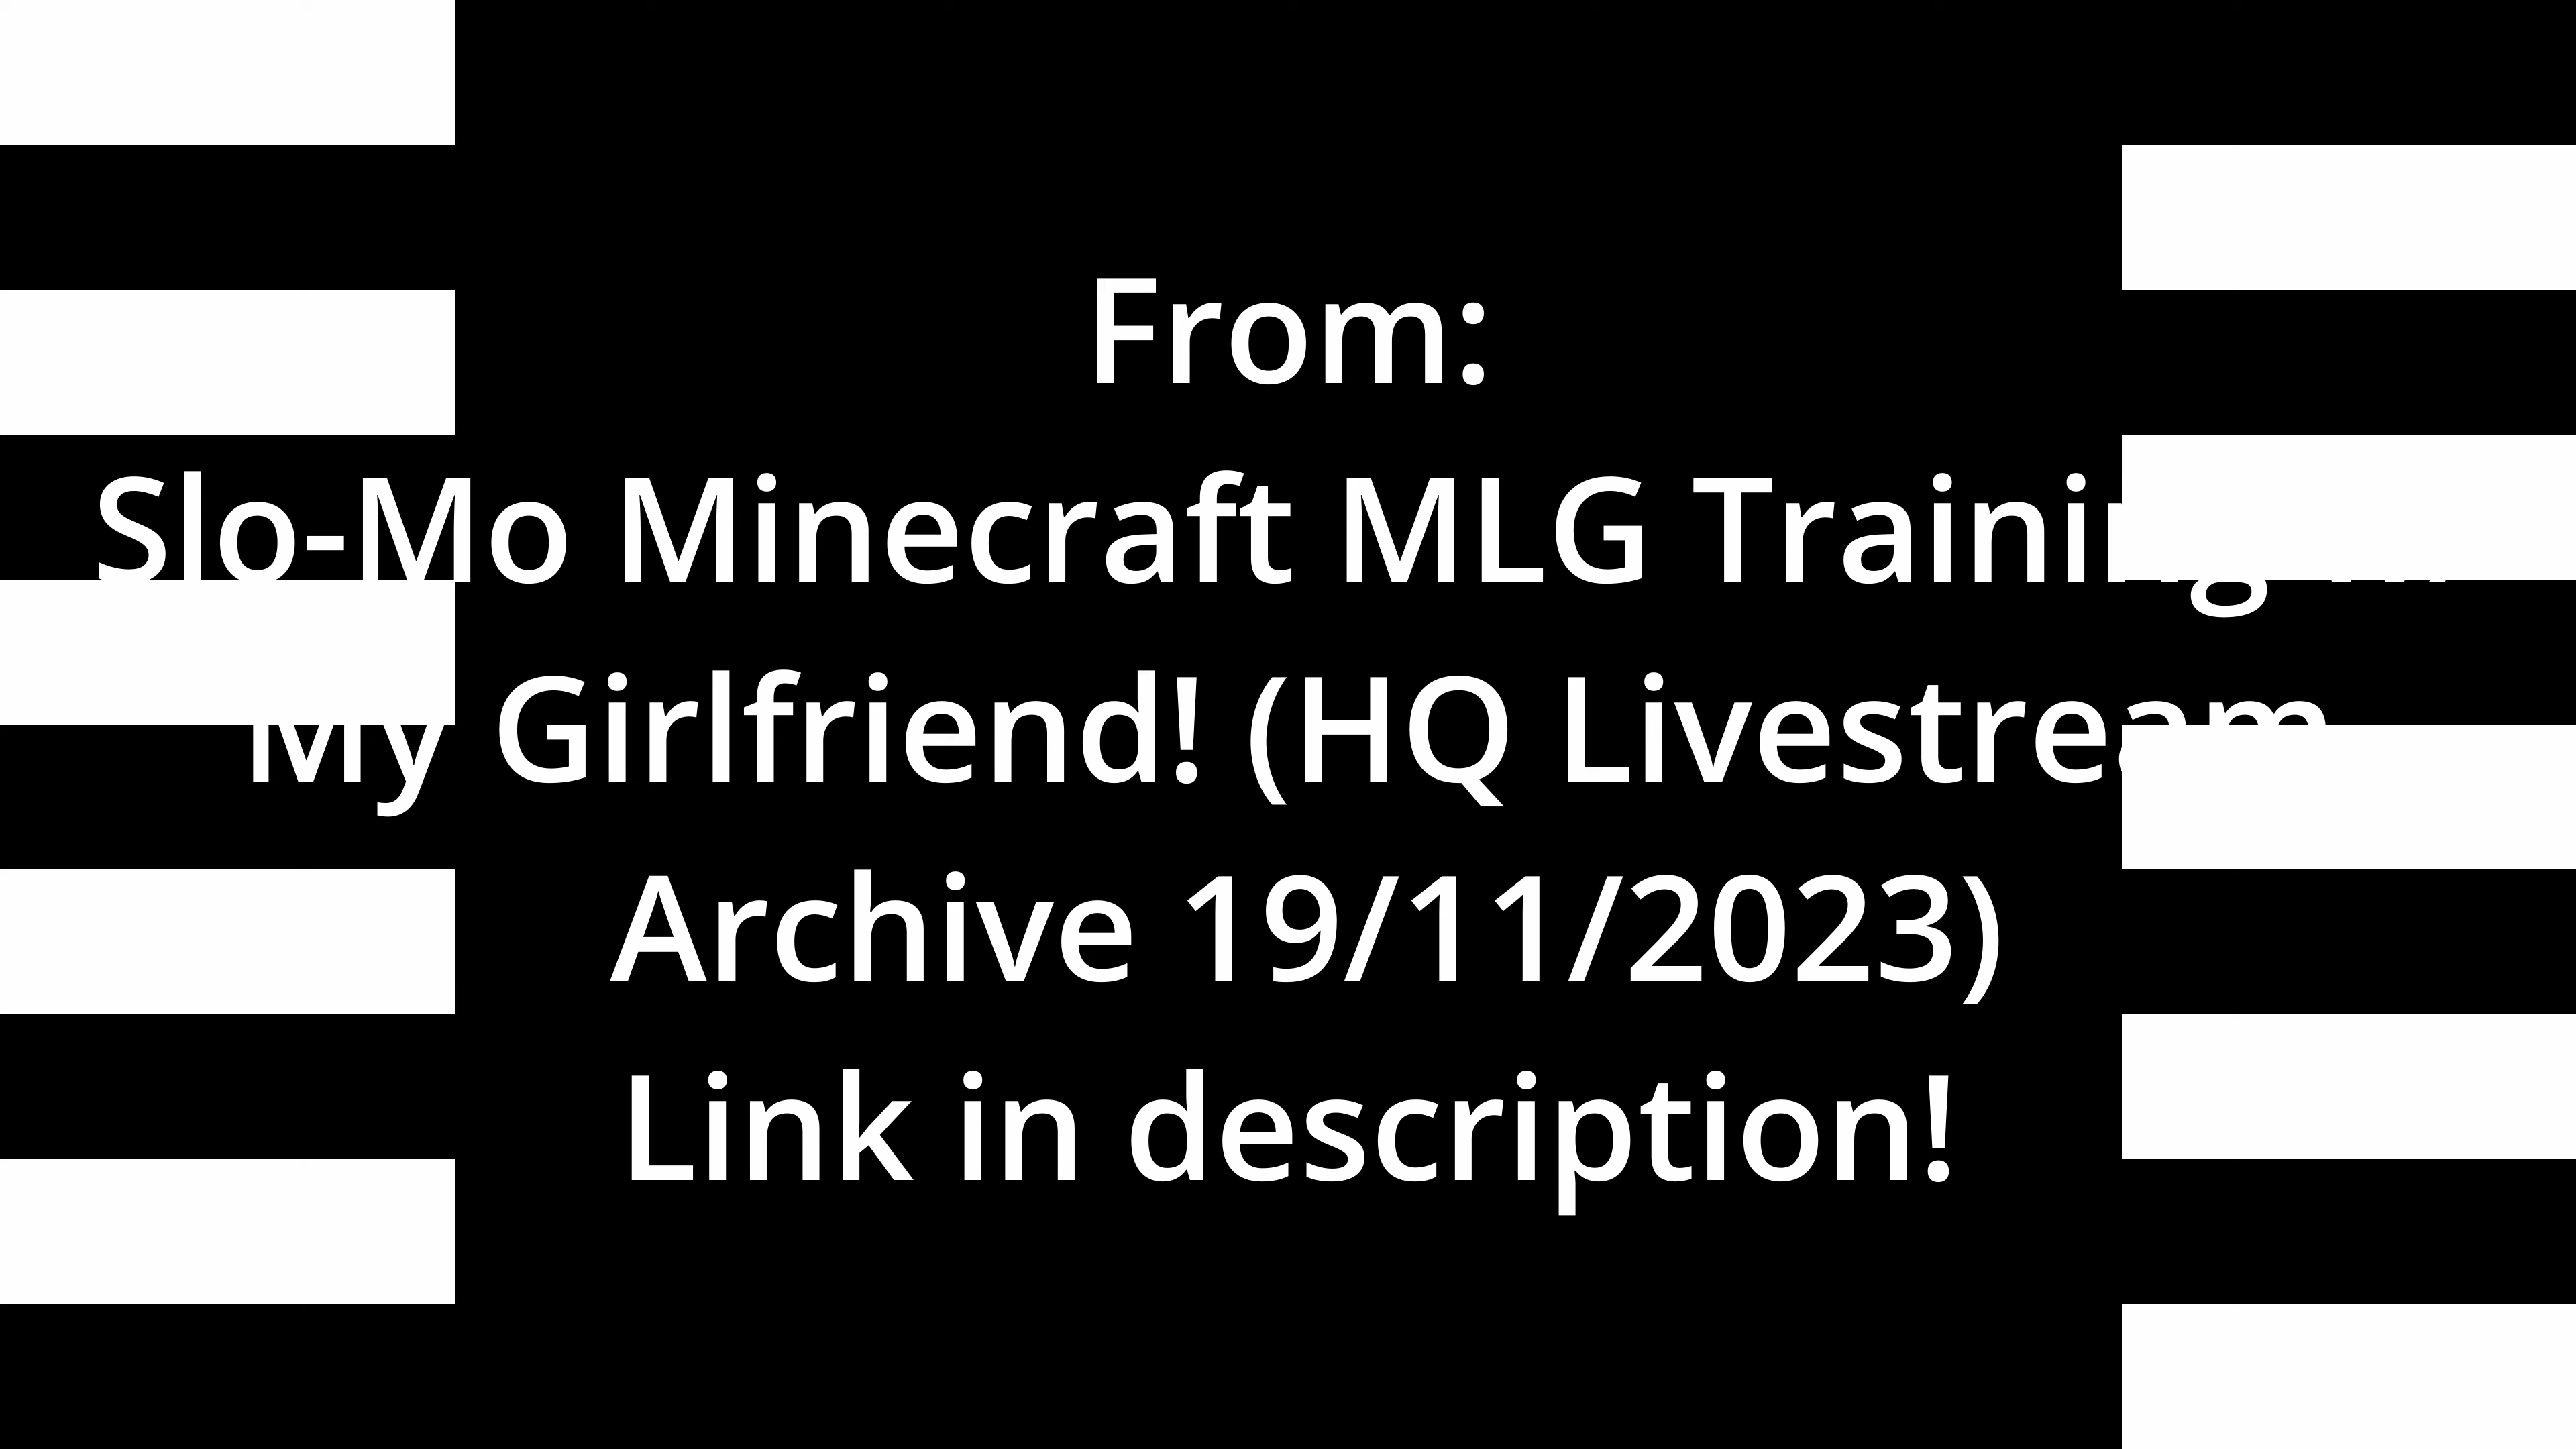 From:
Slo-Mo Minecraft MLG Training w/
My Girlfriend! (HQ Livestream
Archive 19/11/2023)
Link in description!